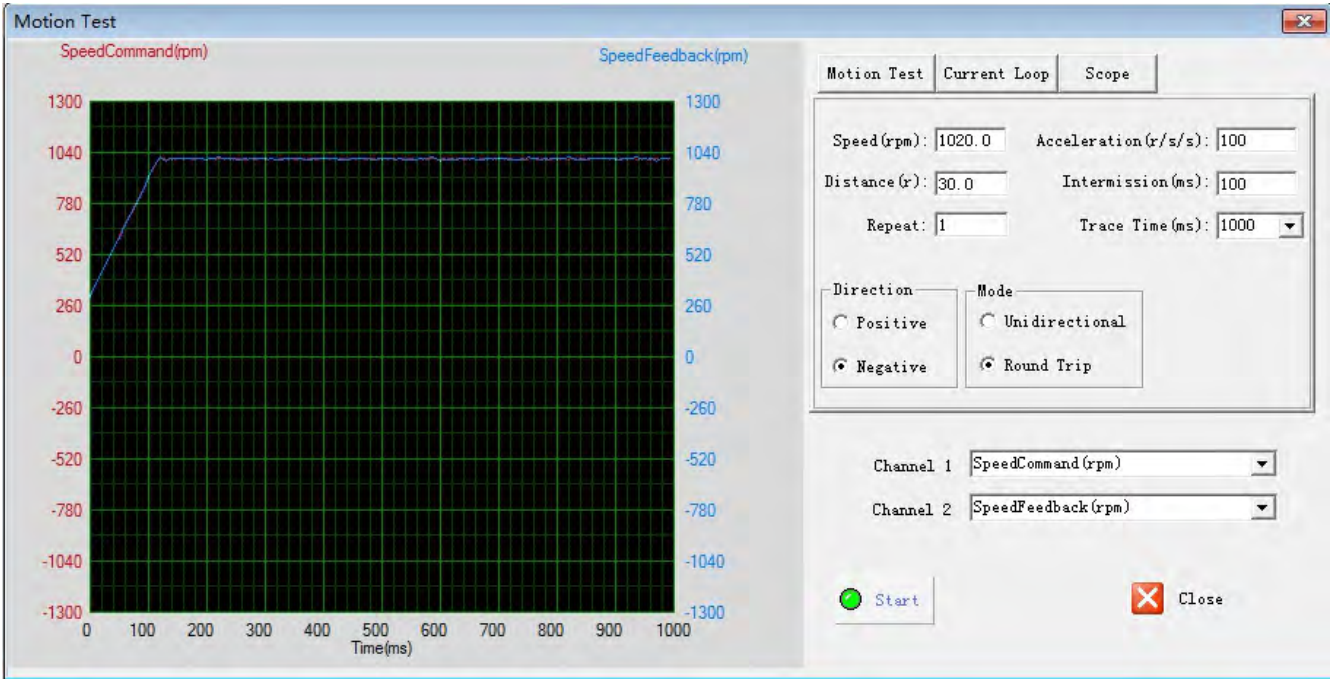 Motion Test
SpeedCommand(rpm)
SpeedFeedback(rpm)
1300
1040
780
520
260
0
-260
-520
-780
-1040
-1300
1300
1040
780
520
260
0
-260
-520
-780
-1040
-1300
0 100 200 300 400 500 600 700 800 900 1000
Time(ms)
Motion Test Current Loop Scope
Speed(rpm): 1020.0 Acceleration(r/s/s): 100
Distance(r): 30.0 Intermission(ms): 100
Repeat: 1 Trace Time(ms): 1000
Direction Mode
Positive Unidirectional
Negative Round Trip
Channel 1 SpeedCommand(rpm)
Channel 2 SpeedFeedback(rpm)
Start Close